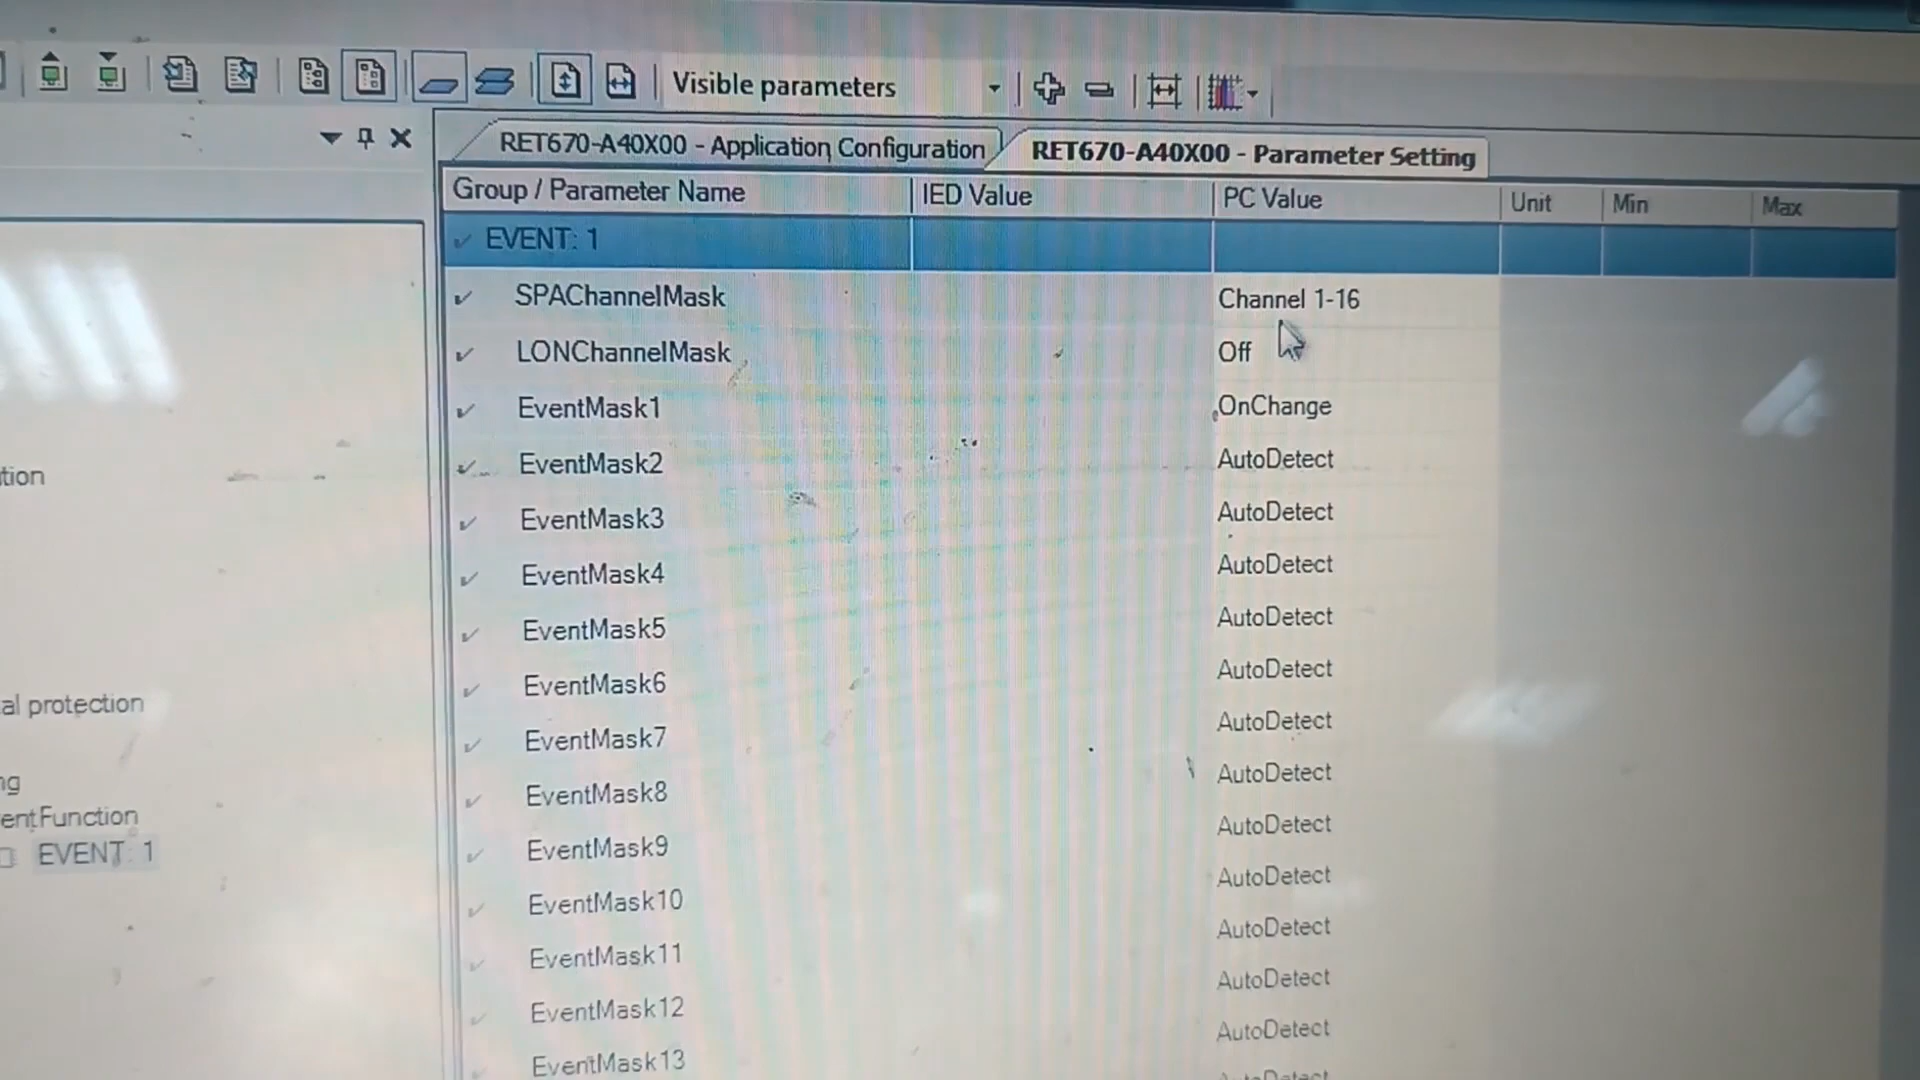 Visible parameters
RET670-A40X00 - Application Configuration
RET670-A40X00 - Parameter Setting
Group / Parameter Name IED Value PC Value Unit Min Max
EVENT: 1
SPAChannelMask Channel 1-16
LONChannelMask Off
EventMask1 OnChange
EventMask2 AutoDetect
EventMask3 AutoDetect
EventMask4 AutoDetect
EventMask5 AutoDetect
EventMask6 AutoDetect
EventMask7 AutoDetect
EventMask8 AutoDetect
EventMask9 AutoDetect
EventMask10 AutoDetect
EventMask11 AutoDetect
EventMask12 AutoDetect
EventMask13 AutoDetect
tion
al protection
ng
entFunction
EVENT: 1